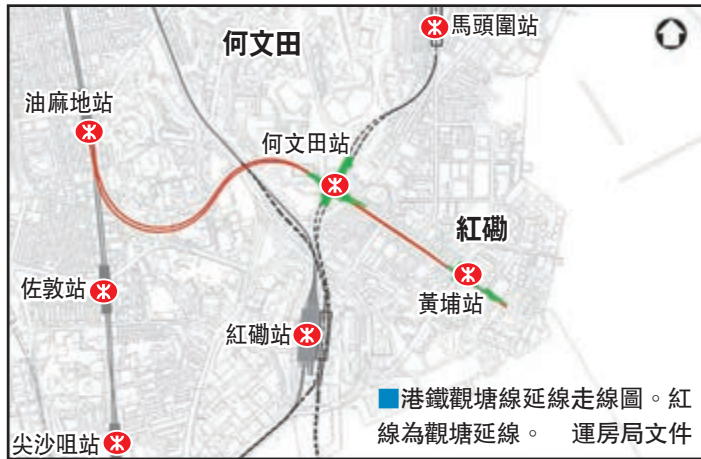 馬頭圍站
何文田
油麻地站
何文田站
紅磡
佐敦站
黃埔站
紅磡站
■港鐵觀塘線延線走線圖。紅
線為觀塘延線。 運房局文件
尖沙咀站